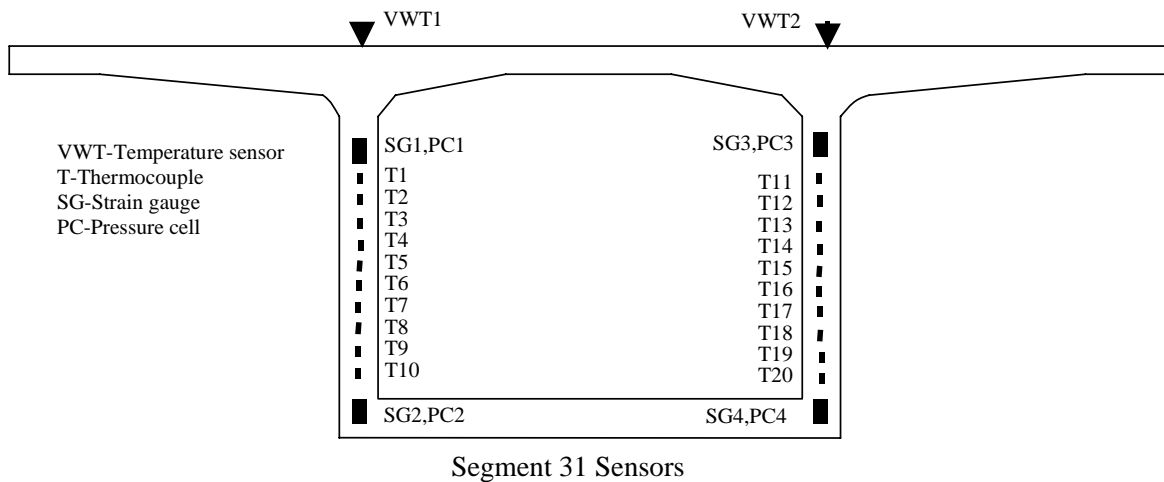 VWT1
VWT2
SG1,PC1
SG3,PC3
VWT-Temperature sensor
T-Thermocouple
SG-Strain gauge
PC-Pressure cell
T1
T2
T3
T4
T5
T6
T7
T8
T9
T10
T11
T12
T13
T14
T15
T16
T17
T18
T19
T20
SG2,PC2
SG4,PC4
Segment 31 Sensors